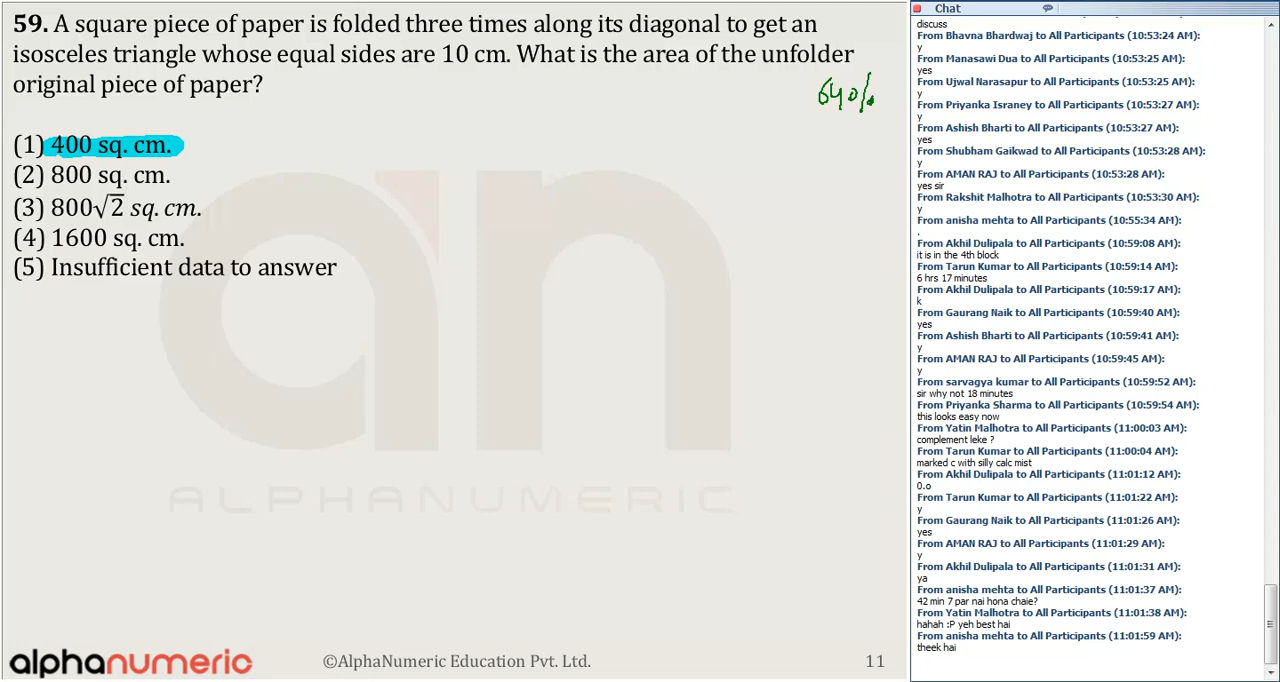 59. A square piece of paper is folded three times along its diagonal to get an
isosceles triangle whose equal sides are 10 cm. What is the area of the unfolder
original piece of paper?
64%
(1) 400 sq. cm.
(2) 800 sq. cm.
(3) 800√2 sq. cm.
(4) 1600 sq. cm.
(5) Insufficient data to answer
an
ALPHANUMERIC
alphanumeric
©AlphaNumeric Education Pvt. Ltd.
11
Chat
discuss
From Bhavna Bhardwaj to All Participants (10:53:24 AM):
y
From Manasawi Dua to All Participants (10:53:25 AM):
yes
From Ujwal Narasapur to All Participants (10:53:25 AM):
y
From Priyanka Israney to All Participants (10:53:27 AM):
y
From Ashish Bharti to All Participants (10:53:27 AM):
yes
From Shubham Gaikwad to All Participants (10:53:28 AM):
y
From AMAN RAJ to All Participants (10:53:28 AM):
yes sir
From Rakshit Malhotra to All Participants (10:53:30 AM):
y
From anisha mehta to All Participants (10:55:34 AM):
.
From Akhil Dulipala to All Participants (10:59:08 AM):
it is in the 4th block
From Tarun Kumar to All Participants (10:59:14 AM):
6 hrs 17 minutes
From Akhil Dulipala to All Participants (10:59:17 AM):
k
From Gaurang Naik to All Participants (10:59:40 AM):
yes
From Ashish Bharti to All Participants (10:59:41 AM):
y
From AMAN RAJ to All Participants (10:59:45 AM):
y
From sarvagya kumar to All Participants (10:59:52 AM):
sir why not 18 minutes
From Priyanka Sharma to All Participants (10:59:54 AM):
this looks easy now
From Yatin Malhotra to All Participants (11:00:03 AM):
complement leke ?
From Tarun Kumar to All Participants (11:00:04 AM):
marked c with silly calc mist
From Akhil Dulipala to All Participants (11:01:12 AM):
0.o
From Tarun Kumar to All Participants (11:01:22 AM):
y
From Gaurang Naik to All Participants (11:01:26 AM):
yes
From AMAN RAJ to All Participants (11:01:29 AM):
y
From Akhil Dulipala to All Participants (11:01:31 AM):
ya
From anisha mehta to All Participants (11:01:37 AM):
42 min 7 par nai hona chaie?
From Yatin Malhotra to All Participants (11:01:38 AM):
hahah :P yeh best hai
From anisha mehta to All Participants (11:01:59 AM):
theek hai